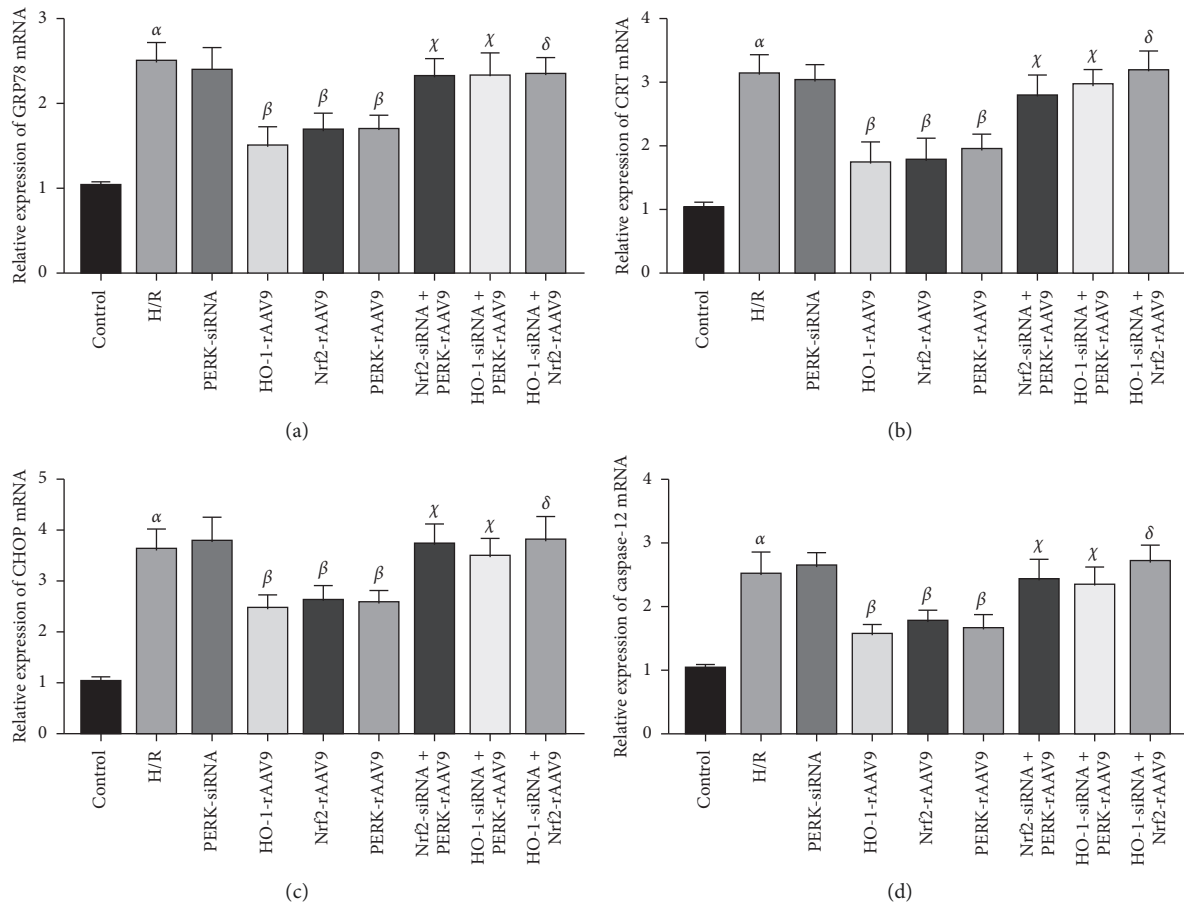 Relative expression of GRP78 mRNA
3
2
1
0
α
β
β
β
χ
χ
δ
Control
H/R
PERK-siRNA
HO-1-rAAV9
Nrf2-rAAV9
PERK-rAAV9
Nrf2-siRNA +
PERK-rAAV9
HO-1-siRNA +
PERK-rAAV9
HO-1-siRNA +
Nrf2-rAAV9
(a)
Relative expression of CRT mRNA
4
3
2
1
0
α
β
β
β
χ
χ
δ
Control
H/R
PERK-siRNA
HO-1-rAAV9
Nrf2-rAAV9
PERK-rAAV9
Nrf2-siRNA +
PERK-rAAV9
HO-1-siRNA +
PERK-rAAV9
HO-1-siRNA +
Nrf2-rAAV9
(b)
Relative expression of CHOP mRNA
5
4
3
2
1
0
α
β
β
β
χ
χ
δ
Control
H/R
PERK-siRNA
HO-1-rAAV9
Nrf2-rAAV9
PERK-rAAV9
Nrf2-siRNA +
PERK-rAAV9
HO-1-siRNA +
PERK-rAAV9
HO-1-siRNA +
Nrf2-rAAV9
(c)
Relative expression of caspase-12 mRNA
4
3
2
1
0
α
β
β
β
χ
χ
δ
Control
H/R
PERK-siRNA
HO-1-rAAV9
Nrf2-rAAV9
PERK-rAAV9
Nrf2-siRNA +
PERK-rAAV9
HO-1-siRNA +
PERK-rAAV9
HO-1-siRNA +
Nrf2-rAAV9
(d)